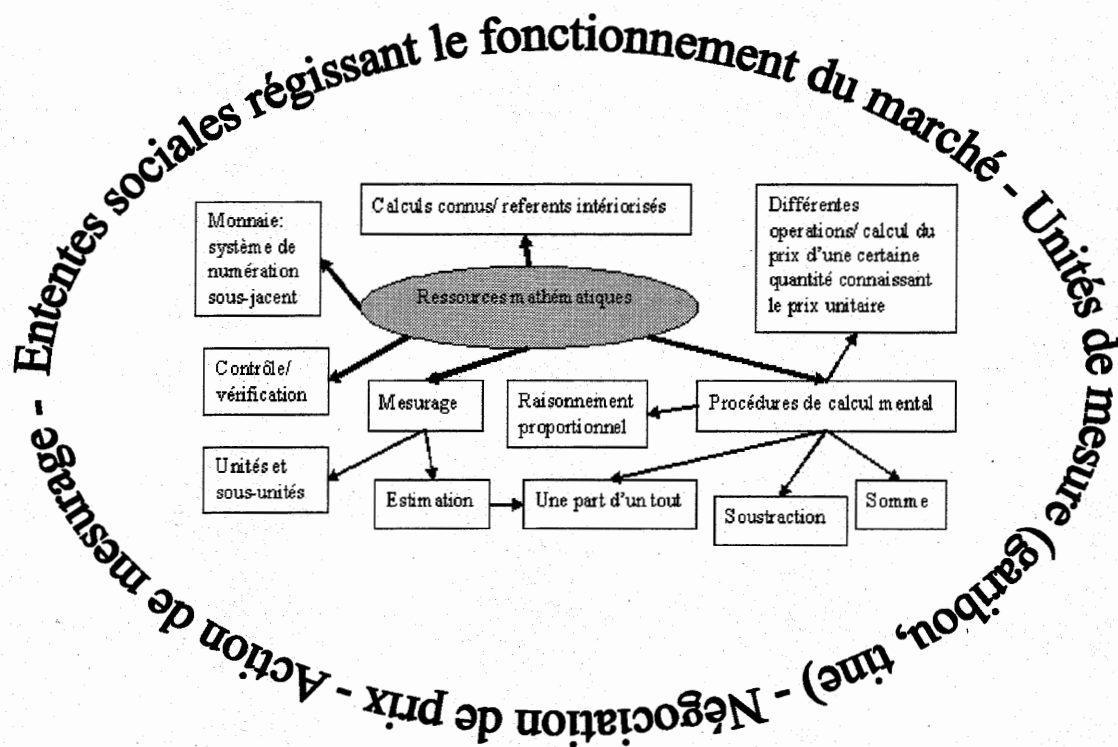 Entente sociales régissant le fonctionnement du marché - Unités de mesure (garibou, tine) - Négociation de prix - Action de mesurage -
Monnaie:
système de
numération
sous-jacent
Calculs connus/ referents intériorisés
Différentes
operations/ calcul du
prix d'une certaine
quantité connaissant
le prix unitaire
Ressources mathématiques
Contrôle/
vérification
Mesurage
Raisonnement
proportionnel
Procédures de calcul mental
Unités et
sous-unités
Estimation
Une part d'un tout
Soustraction
Somme